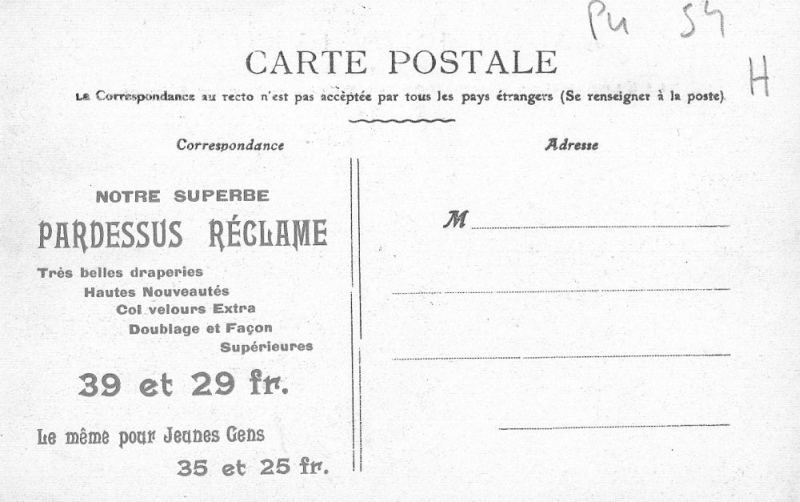 Pu 54
H
CARTE POSTALE
La Correspondance au recto n'est pas accèptée par tous les pays étrangers (Se renseigner à la poste).
Correspondance
NOTRE SUPERBE
PARDESSUS RÉCLAME
Très belles draperies
Hautes Nouveautés
Col velours Extra
Doublage et Façon
Supérieures
39 et 29 fr.
Le même pour Jeunes Gens
35 et 25 fr.
Adresse
M